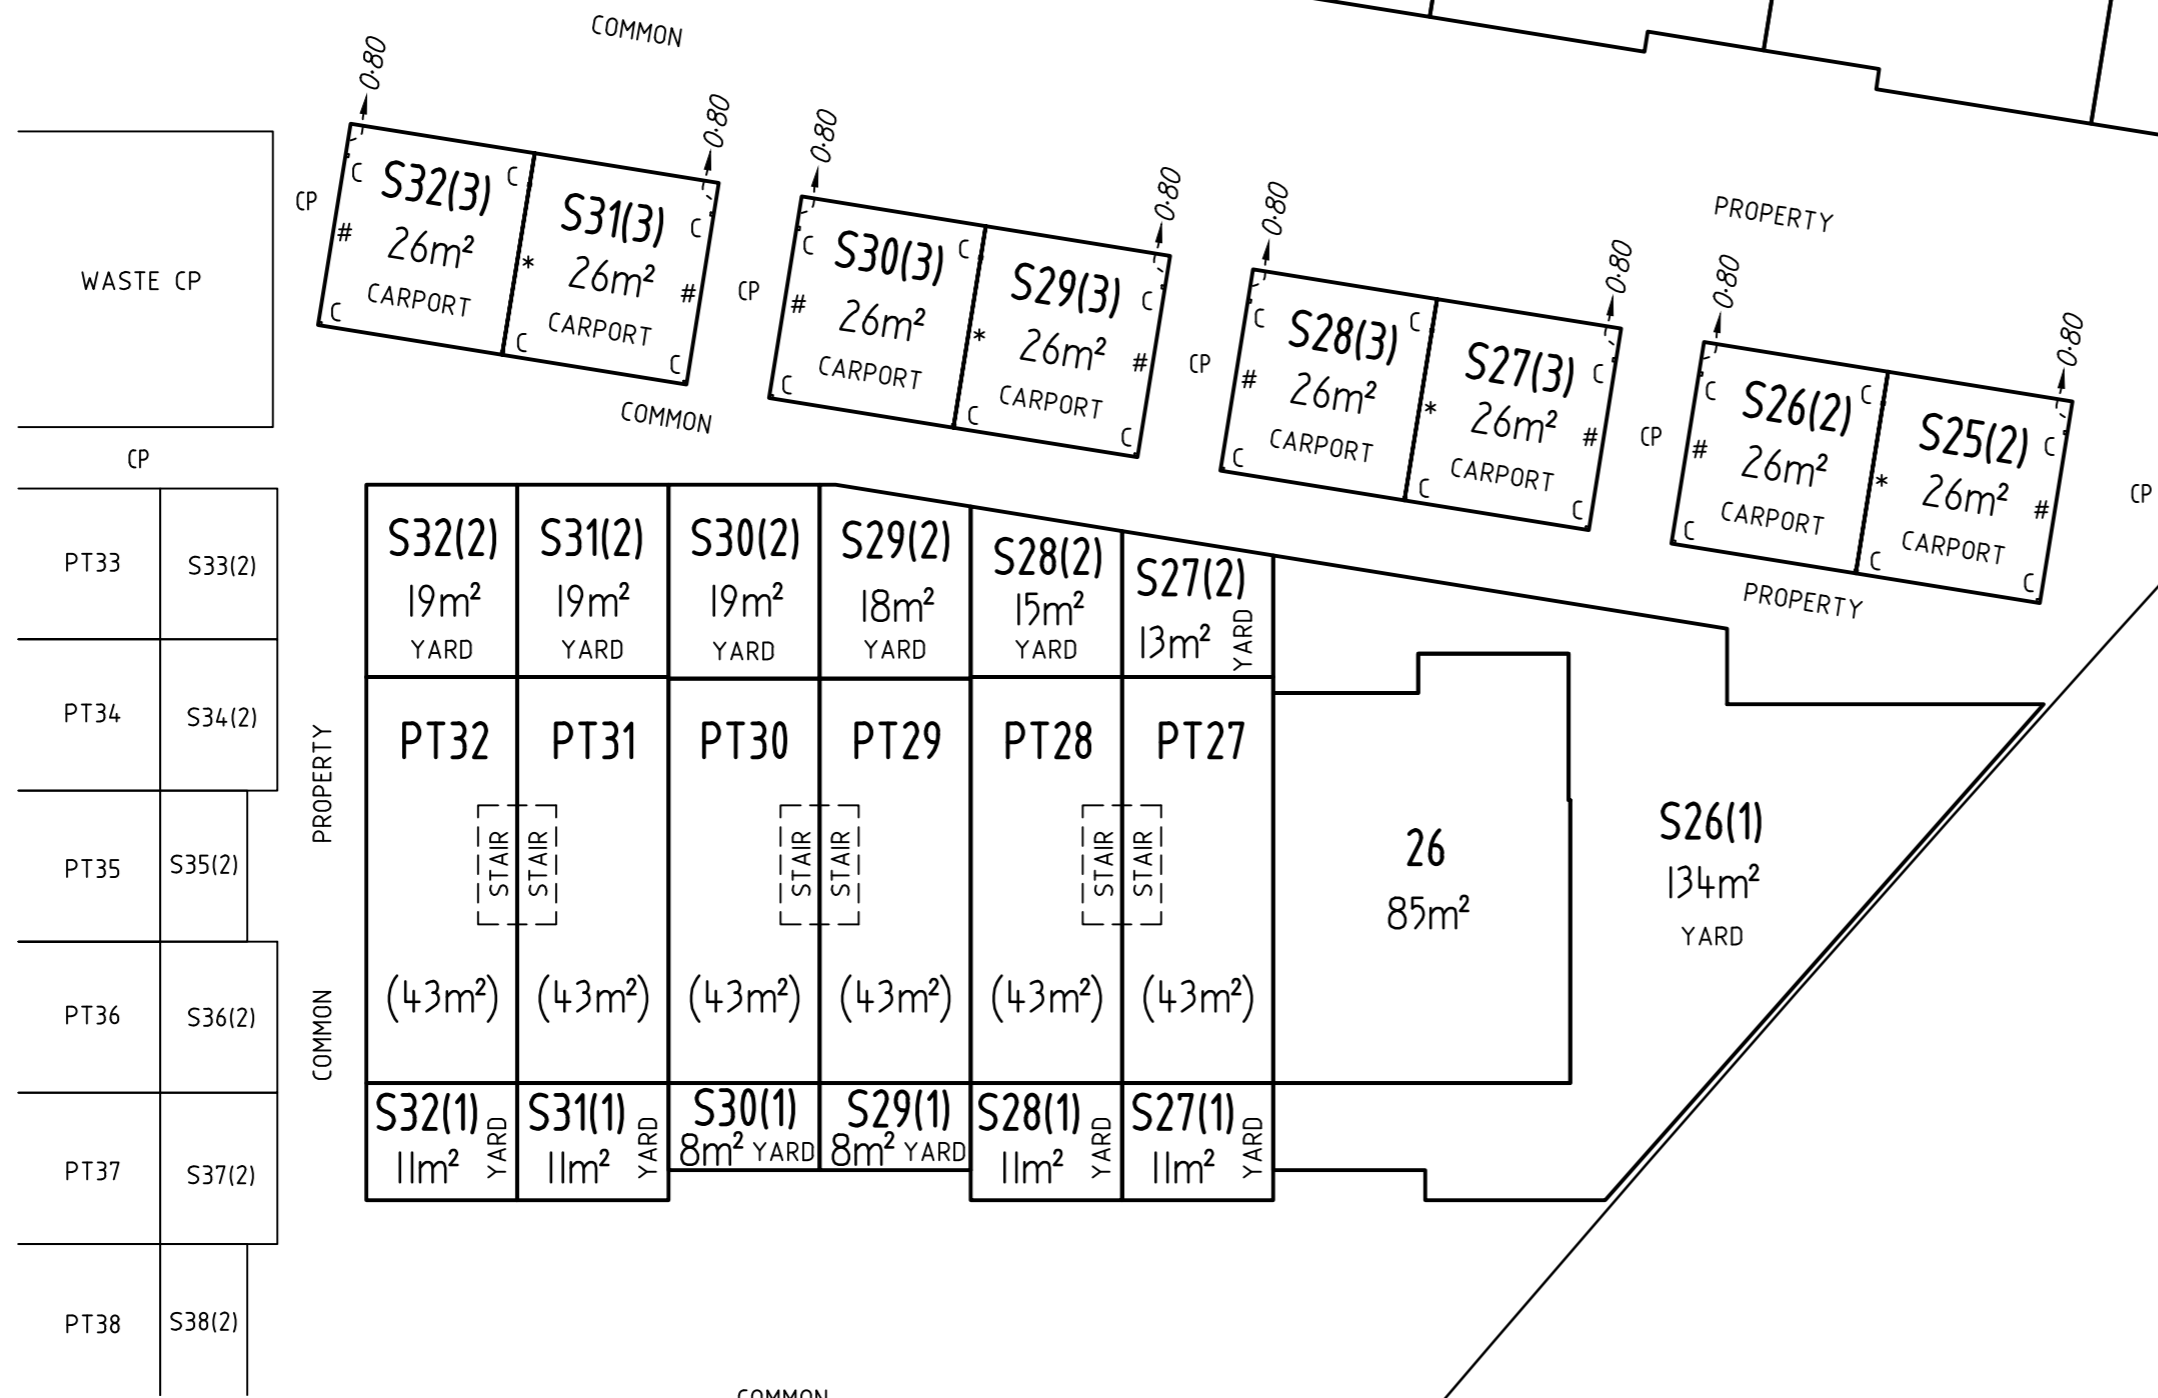 COMMON
0·80
0·80
0·80
0·80
0·80
0·80
0·80
0·80
WASTE CP
CP
C S32(3) C
# 26m²
CARPORT
C
S31(3) C
* 26m² #
CARPORT
C C
CP
C S30(3) C
# 26m²
CARPORT
C
S29(3) C
* 26m² #
CARPORT
C C
CP
C S28(3) C
# 26m²
CARPORT
C
S27(3) C
* 26m² #
CARPORT
C C
PROPERTY
CP
C S26(2) C
# 26m²
CARPORT
C
S25(2) C
* 26m² #
CARPORT
C C
CP
COMMON
PROPERTY
CP
PT33
S33(2)
PT34
S34(2)
PT35
S35(2)
PT36
S36(2)
PT37
S37(2)
PT38
S38(2)
PROPERTY
COMMON
S32(2)
19m²
YARD
S31(2)
19m²
YARD
S30(2)
19m²
YARD
S29(2)
18m²
YARD
S28(2)
15m²
YARD
S27(2)
13m²
YARD
PT32
PT31
PT30
PT29
PT28
PT27
STAIR
STAIR
STAIR
STAIR
STAIR
STAIR
(43m²)
(43m²)
(43m²)
(43m²)
(43m²)
(43m²)
26
85m²
S26(1)
134m²
YARD
S32(1)
11m²
YARD
S31(1)
11m²
YARD
S30(1)
8m² YARD
S29(1)
8m² YARD
S28(1)
11m²
YARD
S27(1)
11m²
YARD
COMMON